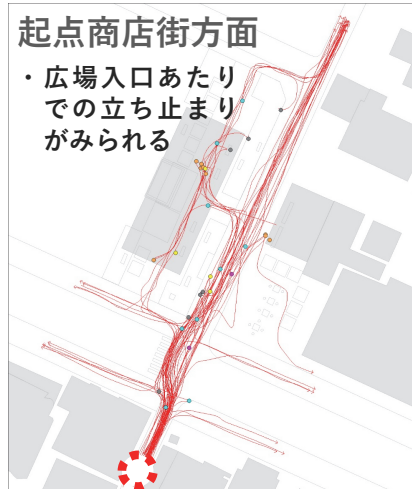 起点商店街方面
・広場入口あたり
での立ち止まり
がみられる